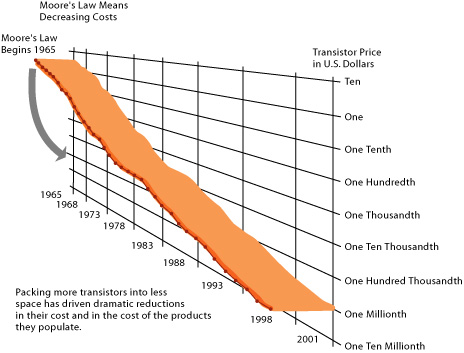 Moore's Law Means
Decreasing Costs
Moore's Law
Begins 1965
Transistor Price
in U.S. Dollars
Ten
One
One Tenth
One Hundredth
One Thousandth
One Ten Thousandth
One Hundred Thousandth
One Millionth
One Ten Millionth
1965
1968
1973
1978
1983
1988
1993
1998
2001
Packing more transistors into less
space has driven dramatic reductions
in their cost and in the cost of the products
they populate.